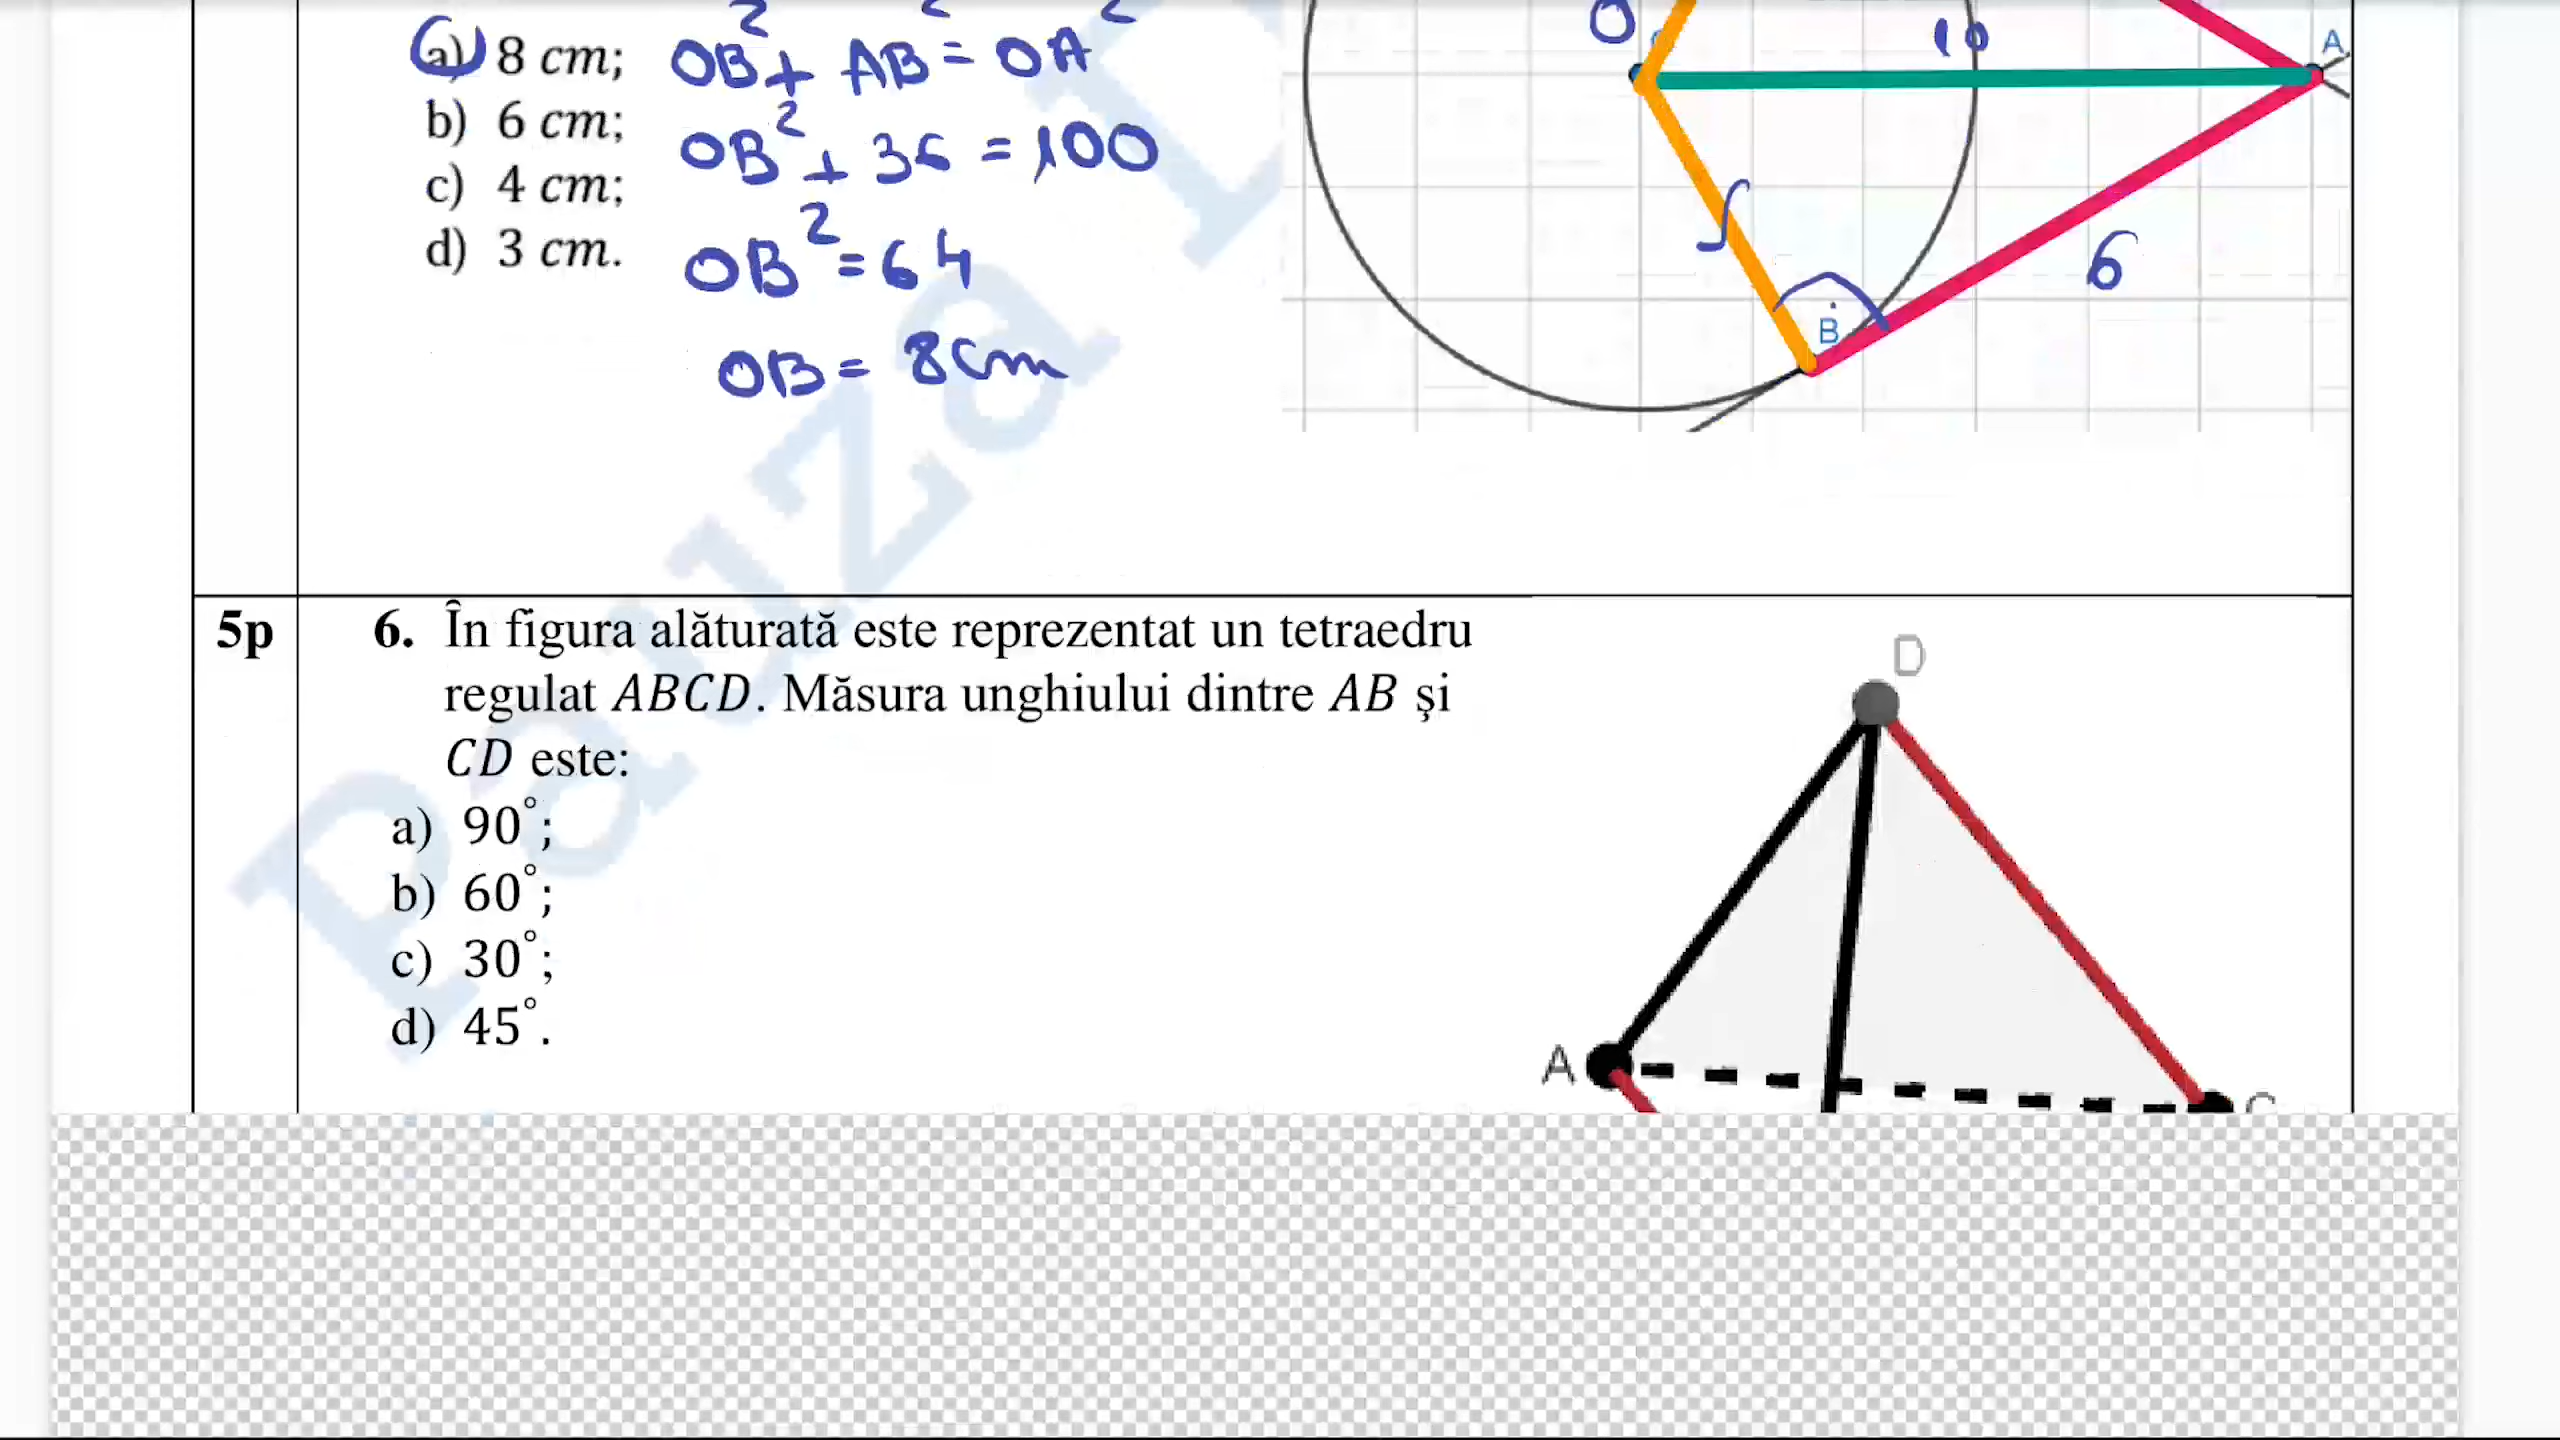 a) 8 cm;
b) 6 cm;
c) 4 cm;
d) 3 cm.
OB² + AB² = OA²
OB² + 36 = 100
OB² = 64
OB = 8cm
O
10
A
B
6
5p
6. În figura alăturată este reprezentat un tetraedru
regulat ABCD. Măsura unghiului dintre AB şi
CD este:
a) 90°;
b) 60°;
c) 30°;
d) 45°.
D
A
C
Pauza